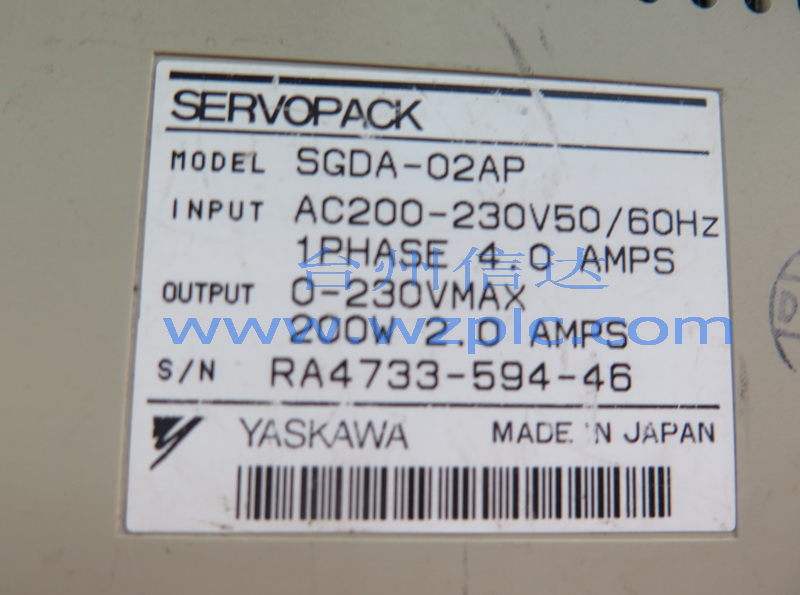 SERVOPACK
MODEL SGDA-02AP
INPUT AC200-230V50/60Hz
1PHASE 4.0 AMPS
台州信达
OUTPUT 0-230VMAX
www.wzplc.com
200W 2.0 AMPS
S/N RA4733-594-46
YASKAWA MADE IN JAPAN
D